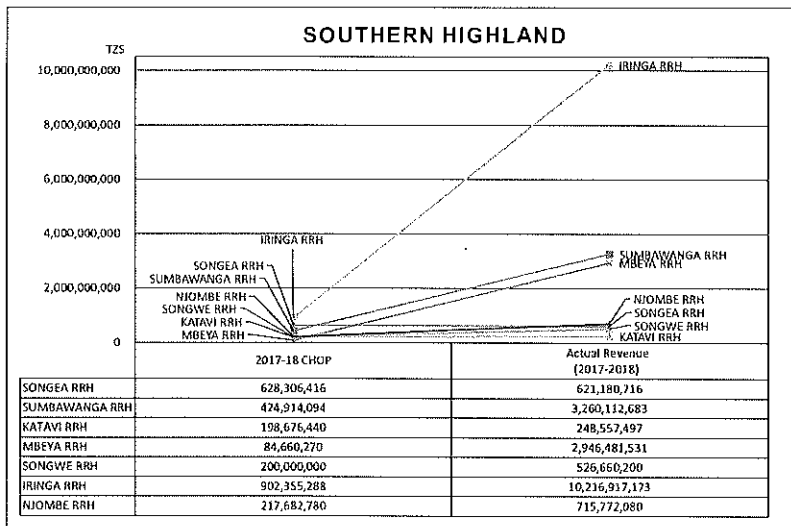 SOUTHERN HIGHLAND
TZS
10,000,000,000
8,000,000,000
6,000,000,000
4,000,000,000
2,000,000,000
0
IRINGA RRH
SONGEA RRH
SUMBAWANGA RRH
NJOMBE RRH
SONGWE RRH
KATAVI RRH
MBEYA RRH
IRINGA RRH
SUMBAWANGA RRH
MBEYA RRH
NJOMBE RRH
SONGEA RRH
SONGWE RRH
KATAVI RRH
2017-18 CHOP Actual Revenue
(2017-2018)
SONGEA RRH 628,306,416 621,180,716
SUMBAWANGA RRH 424,914,094 3,260,112,683
KATAVI RRH 198,676,440 248,557,497
MBEYA RRH 84,660,270 2,946,481,531
SONGWE RRH 200,000,000 526,660,200
IRINGA RRH 902,355,288 10,216,917,173
NJOMBE RRH 217,682,780 715,772,080